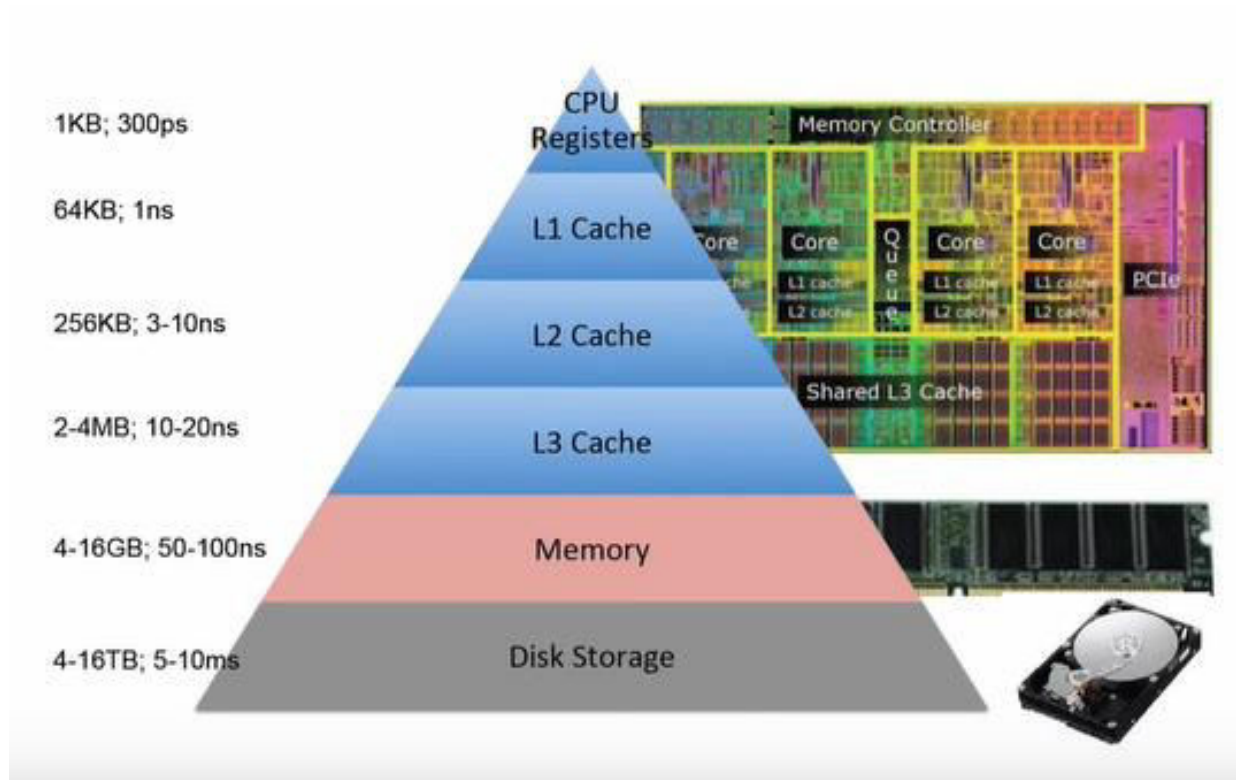 1KB; 300ps
CPU
Registers
64KB; 1ns
L1 Cache
256KB; 3-10ns
L2 Cache
2-4MB; 10-20ns
L3 Cache
4-16GB; 50-100ns
Memory
4-16TB; 5-10ms
Disk Storage
Memory Controller
Core
Core
L1 cache
L2 cache
Queue
Core
L1 cache
L2 cache
Core
L1 cache
L2 cache
PCIe
Shared L3 Cache